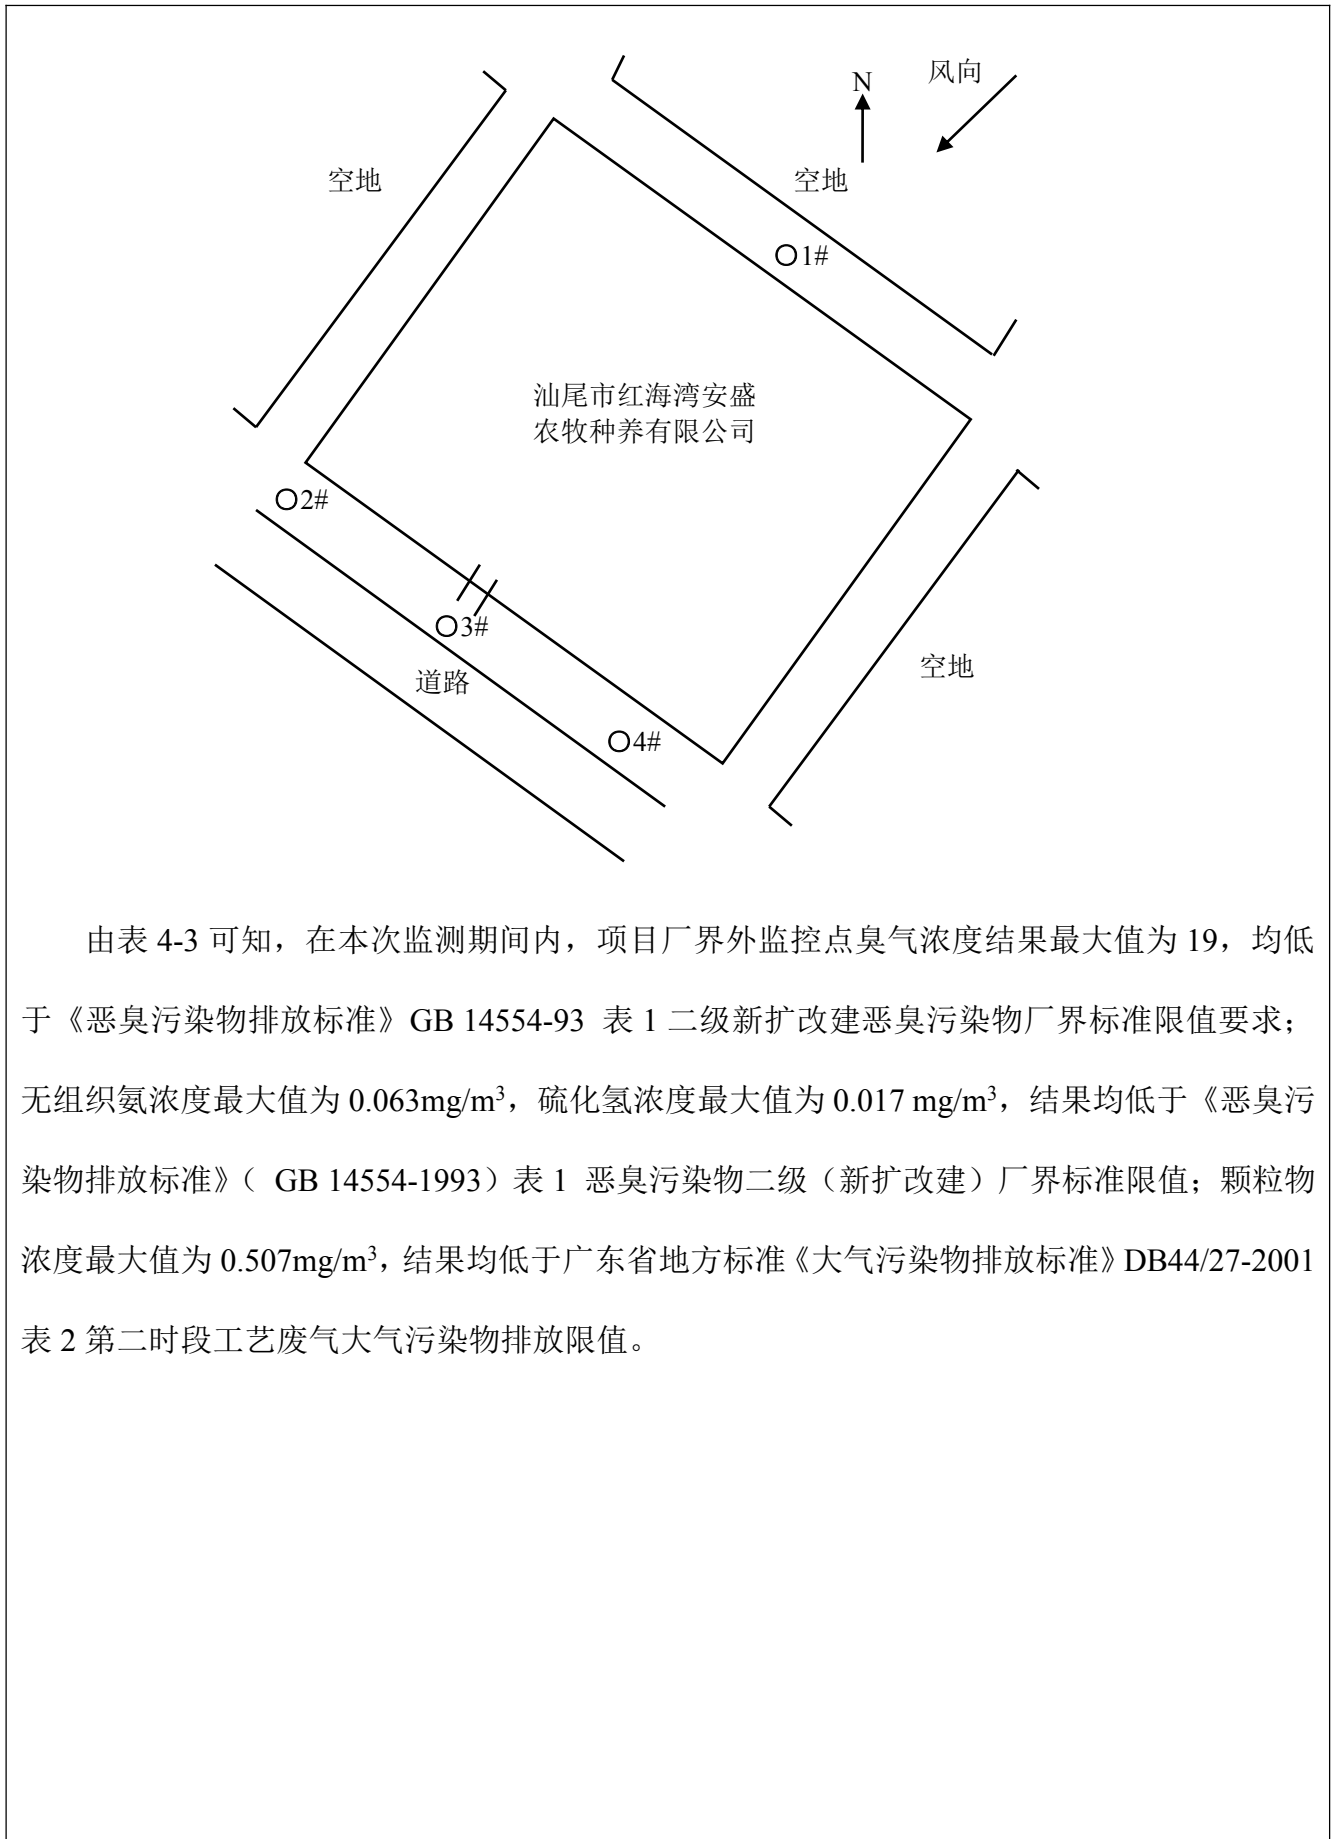 N
风向
空地
空地
1#
汕尾市红海湾安盛
农牧种养有限公司
2#
3#
道路
空地
4#
由表 4-3 可知，在本次监测期间内，项目厂界外监控点臭气浓度结果最大值为 19，均低
于《恶臭污染物排放标准》GB 14554-93 表 1 二级新扩改建恶臭污染物厂界标准限值要求；
无组织氨浓度最大值为 0.063mg/m³，硫化氢浓度最大值为 0.017 mg/m³，结果均低于《恶臭污
染物排放标准》（ GB 14554-1993）表 1 恶臭污染物二级（新扩改建）厂界标准限值；颗粒物
浓度最大值为 0.507mg/m³，结果均低于广东省地方标准《大气污染物排放标准》DB44/27-2001
表 2 第二时段工艺废气大气污染物排放限值。